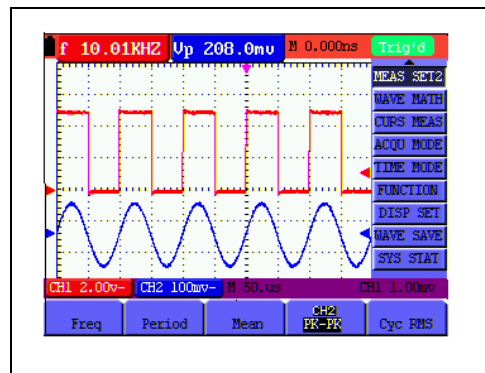 f 10.01KHZ Vp 208.0mv M 0.000ns Trig'd
MEAS SET2
WAVE MATH
CURS MEAS
ACQU MODE
TIME MODE
FUNCTION
DISP SET
WAVE SAVE
SYS STAT
CH1 2.00v- CH2 100mv- M 50.us CH1 1.00mv
Freq Period Mean CH2 PK-PK Cyc RMS